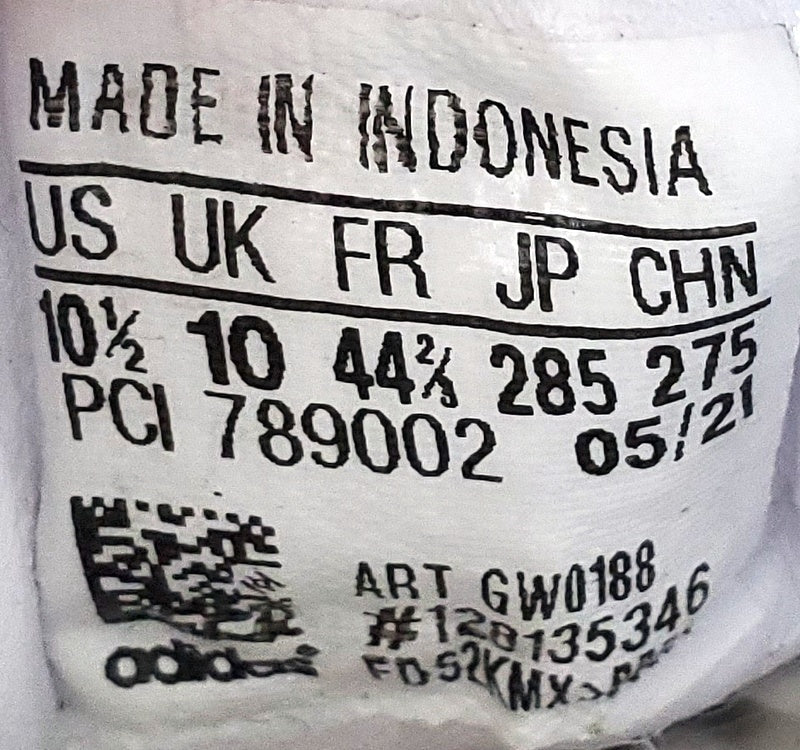 MADE IN INDONESIA
US UK FR JP CHN
10½ 10 44⅔ 285 275
PCI 789002 05/21
ART GW0188
#128135346
adidas